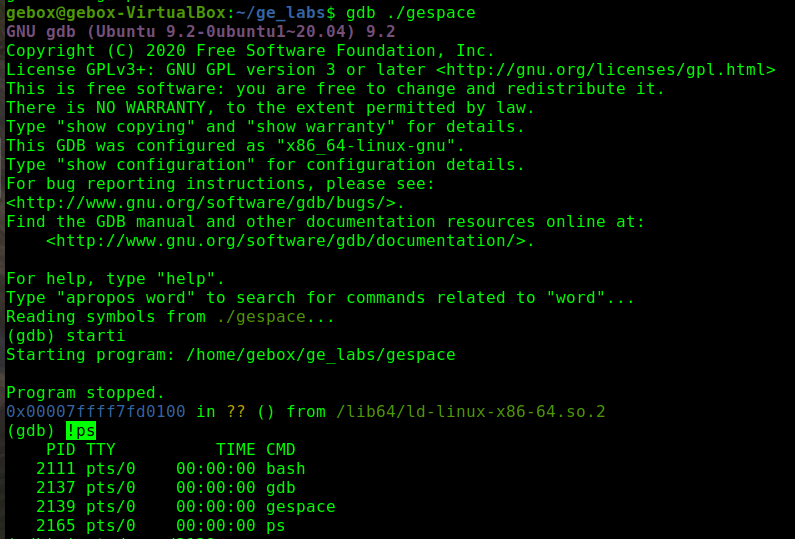 gebox@gebox-VirtualBox:~/ge_labs$ gdb ./gespace
GNU gdb (Ubuntu 9.2-0ubuntu1~20.04) 9.2
Copyright (C) 2020 Free Software Foundation, Inc.
License GPLv3+: GNU GPL version 3 or later <http://gnu.org/licenses/gpl.html>
This is free software: you are free to change and redistribute it.
There is NO WARRANTY, to the extent permitted by law.
Type "show copying" and "show warranty" for details.
This GDB was configured as "x86_64-linux-gnu".
Type "show configuration" for configuration details.
For bug reporting instructions, please see:
<http://www.gnu.org/software/gdb/bugs/>.
Find the GDB manual and other documentation resources online at:
    <http://www.gnu.org/software/gdb/documentation/>.

For help, type "help".
Type "apropos word" to search for commands related to "word"...
Reading symbols from ./gespace...
(gdb) starti
Starting program: /home/gebox/ge_labs/gespace

Program stopped.
0x00007ffff7fd0100 in ?? () from /lib64/ld-linux-x86-64.so.2
(gdb) !ps
    PID TTY          TIME CMD
   2111 pts/0    00:00:00 bash
   2137 pts/0    00:00:00 gdb
   2139 pts/0    00:00:00 gespace
   2165 pts/0    00:00:00 ps